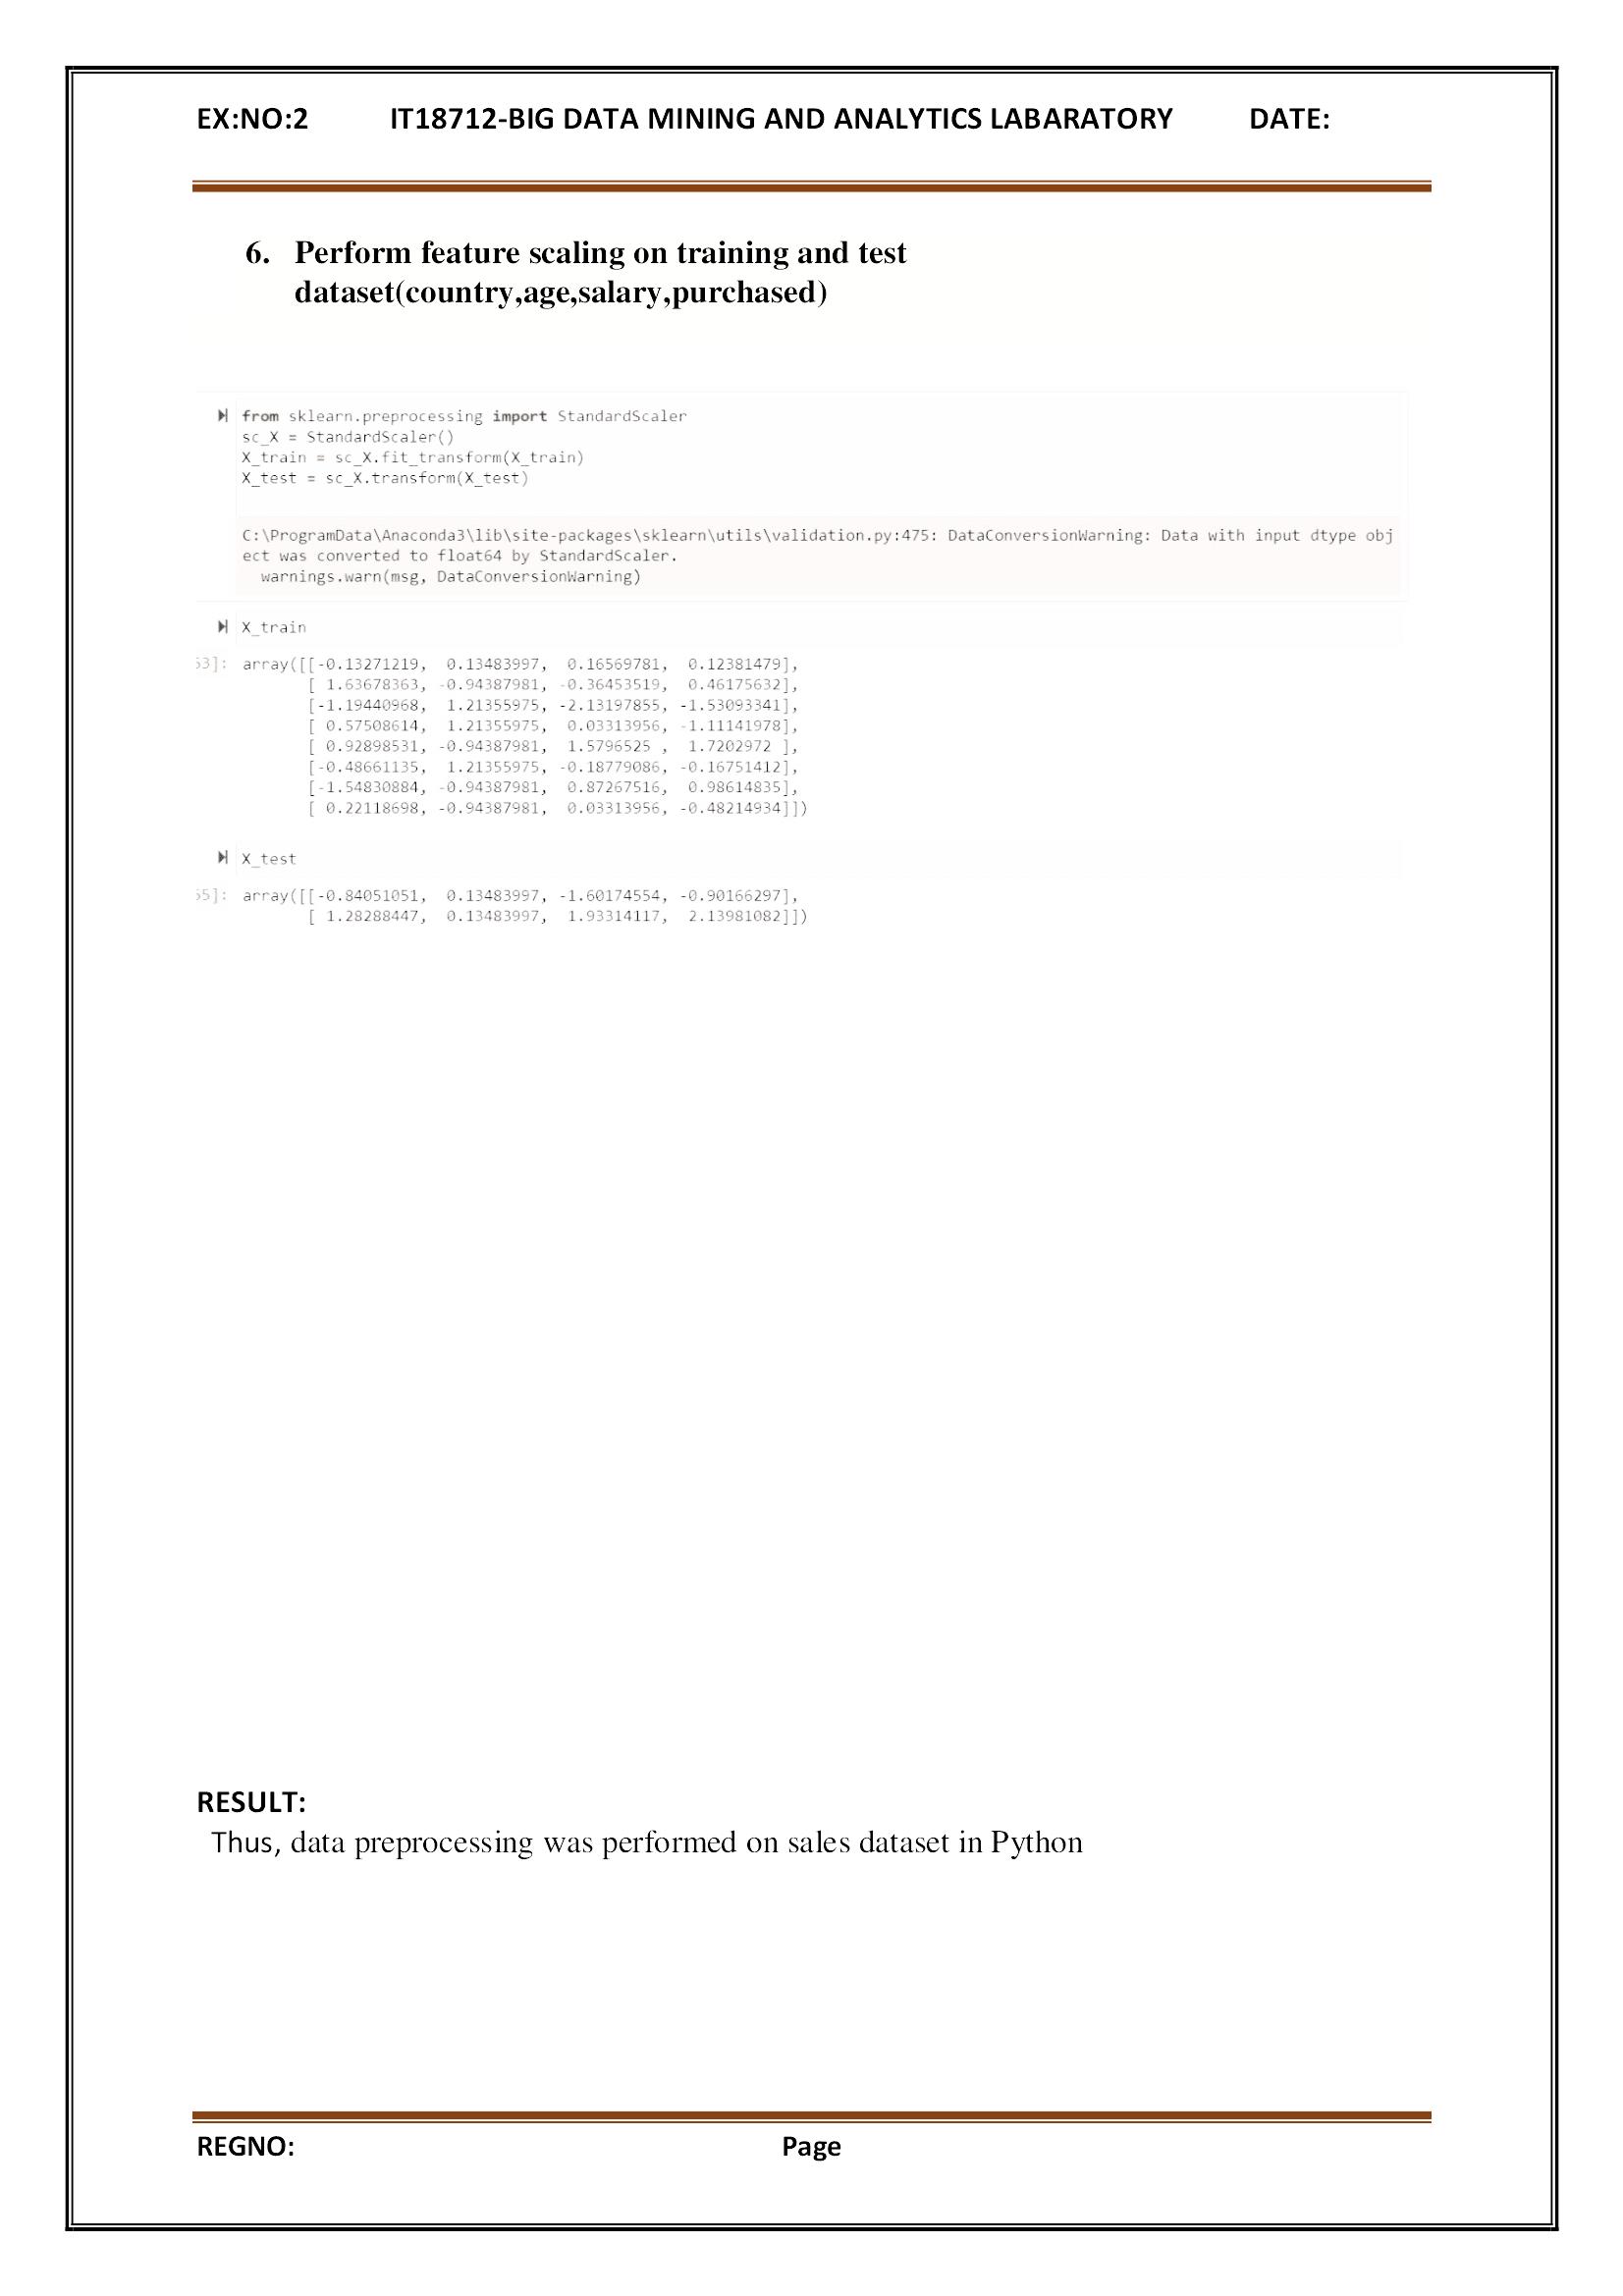 EX:NO:2 IT18712-BIG DATA MINING AND ANALYTICS LABARATORY DATE:
6. Perform feature scaling on training and test
dataset(country,age,salary,purchased)
from sklearn.preprocessing import StandardScaler
sc_X = StandardScaler()
X_train = sc_X.fit_transform(X_train)
X_test = sc_X.transform(X_test)
C:\ProgramData\Anaconda3\lib\site-packages\sklearn\utils\validation.py:475: DataConversionWarning: Data with input dtype obj
ect was converted to float64 by StandardScaler.
  warnings.warn(msg, DataConversionWarning)
X_train
53]: array([[-0.13271219,  0.13483997,  0.16569781,  0.12381479],
[ 1.63678363, -0.94387981, -0.36453519,  0.46175632],
[-1.19440968,  1.21355975, -2.13197855, -1.53093341],
[ 0.57508614,  1.21355975,  0.03313956, -1.11141978],
[ 0.92898531, -0.94387981,  1.5796525 ,  1.7202972 ],
[-0.48661135,  1.21355975, -0.18779086, -0.16751412],
[-1.54830884, -0.94387981,  0.87267516,  0.98614835],
[ 0.22118698, -0.94387981,  0.03313956, -0.48214934]])
X_test
55]: array([[-0.84051051,  0.13483997, -1.60174554, -0.90166297],
[ 1.28288447,  0.13483997,  1.93314117,  2.13981082]])
RESULT:
Thus, data preprocessing was performed on sales dataset in Python
REGNO: Page